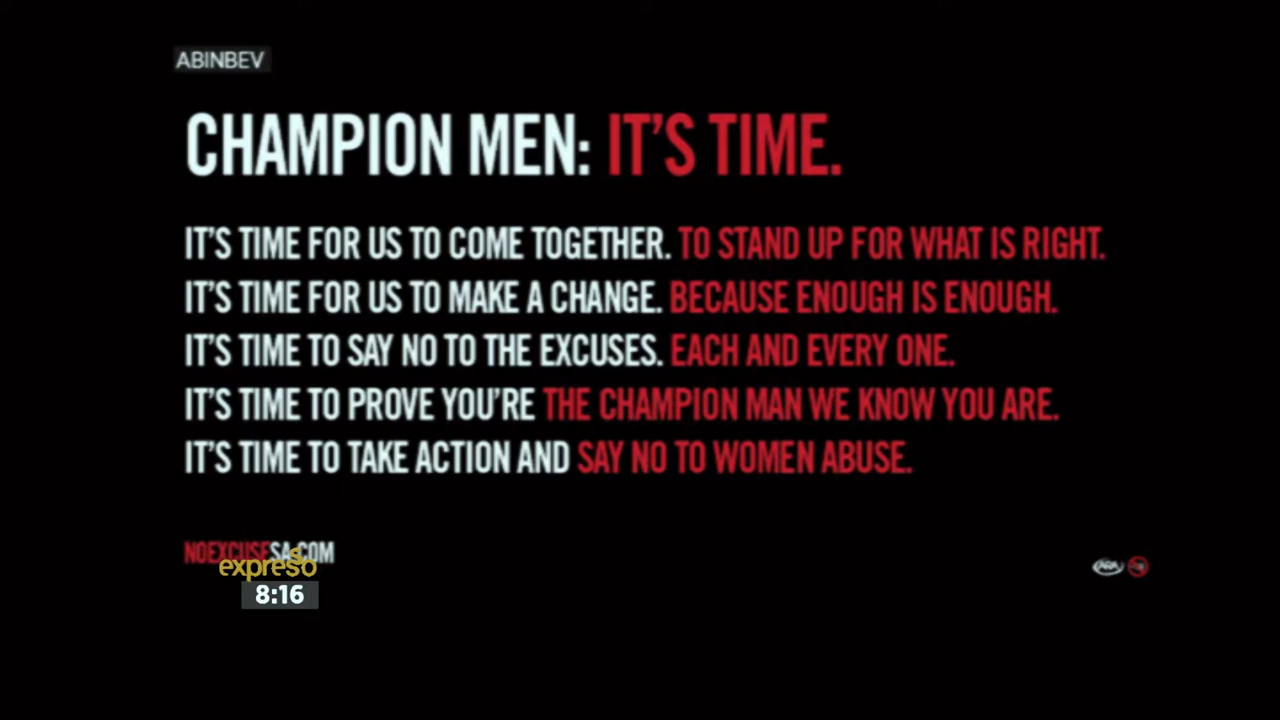 ABINBEV
CHAMPION MEN: IT'S TIME.
IT'S TIME FOR US TO COME TOGETHER. TO STAND UP FOR WHAT IS RIGHT.
IT'S TIME FOR US TO MAKE A CHANGE. BECAUSE ENOUGH IS ENOUGH.
IT'S TIME TO SAY NO TO THE EXCUSES. EACH AND EVERY ONE.
IT'S TIME TO PROVE YOU'RE THE CHAMPION MAN WE KNOW YOU ARE.
IT'S TIME TO TAKE ACTION AND SAY NO TO WOMEN ABUSE.
NOEXCUSESA.COM
expresso
8:16